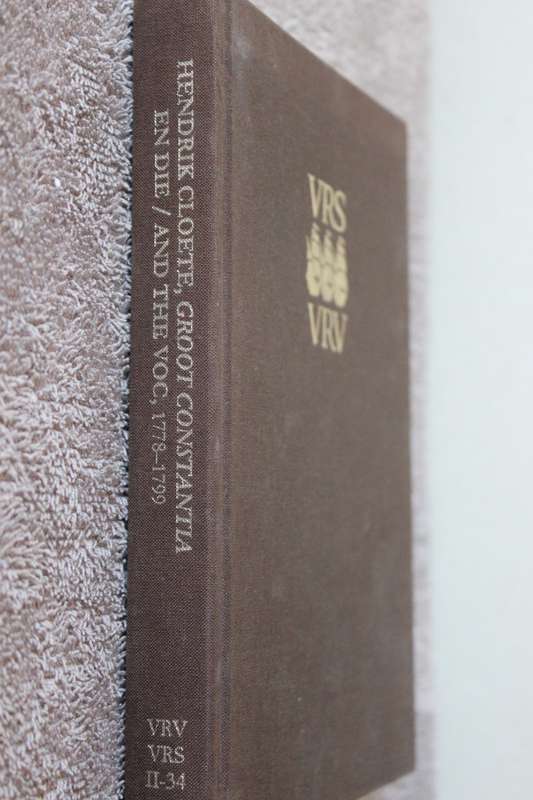 HENDRIK CLOETE, GROOT CONSTANTIA
EN DIE / AND THE VOC, 1778–1799
VRV
VRS
II-34
VRS
VRV